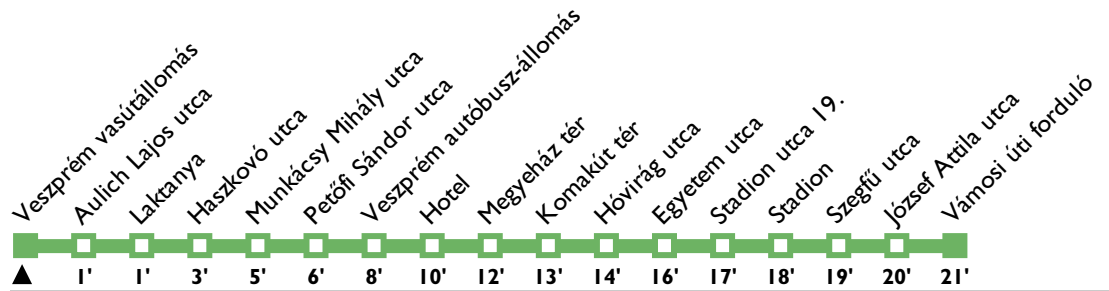 Veszprém vasútállomás
Aulich Lajos utca
Laktanya
Haszkovó utca
Munkácsy Mihály utca
Petőfi Sándor utca
Veszprém autóbusz-állomás
Hotel
Megyeház tér
Komakút tér
Hóvirág utca
Egyetem utca
Stadion utca 19.
Stadion
Szegfű utca
József Attila utca
Vámosi úti forduló
1' 1' 3' 5' 6' 8' 10' 12' 13' 14' 16' 17' 18' 19' 20' 21'